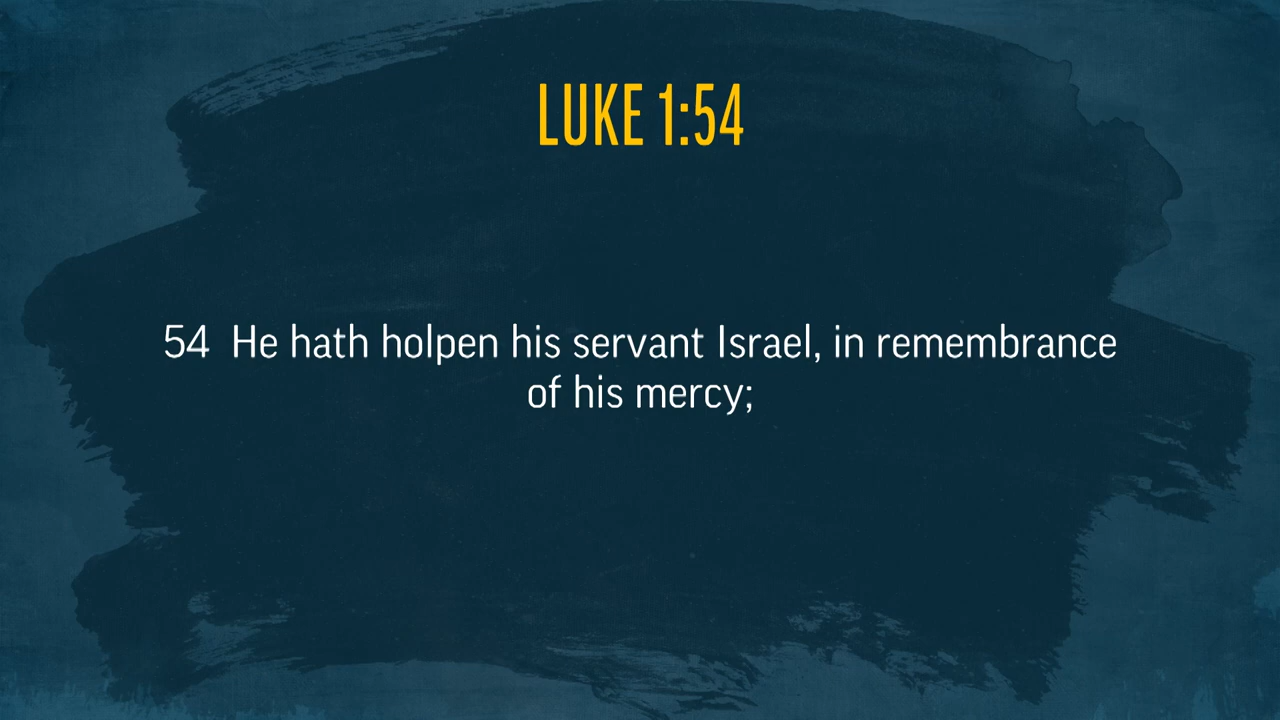 LUKE 1:54
54 He hath holpen his servant Israel, in remembrance
of his mercy;